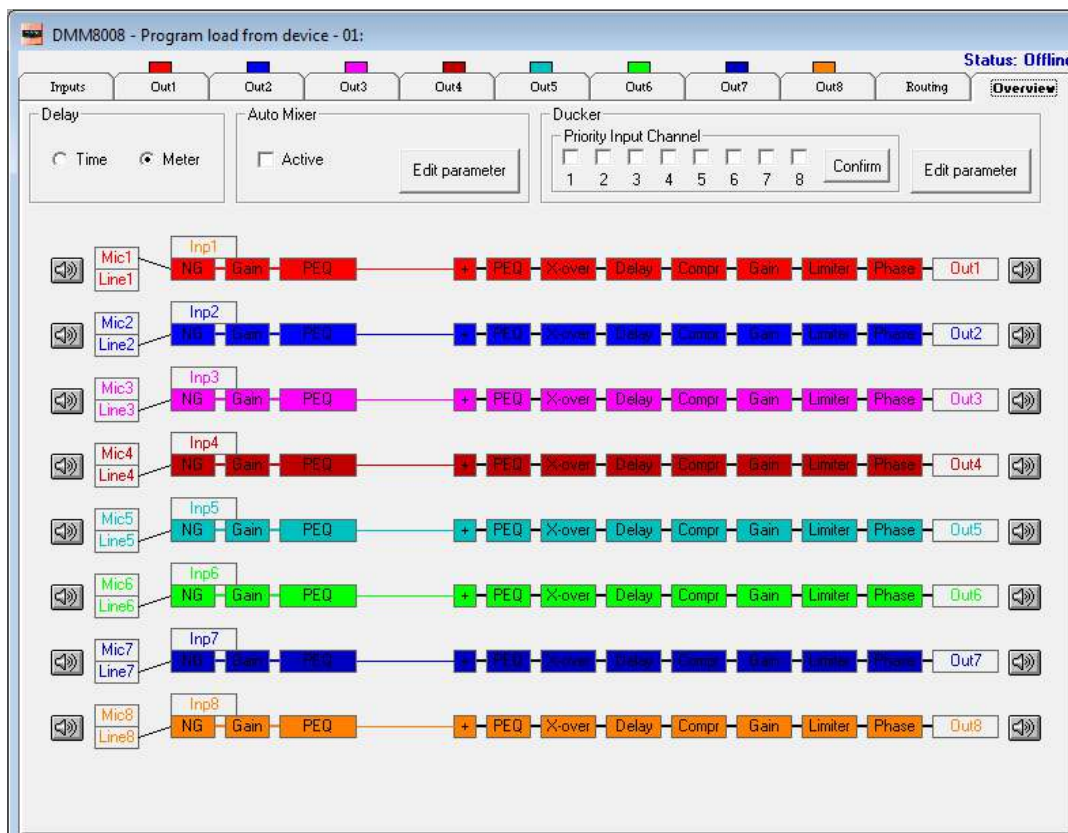 DMM8008 - Program load from device - 01:
Status: Offline
Inputs Out1 Out2 Out3 Out4 Out5 Out6 Out7 Out8 Routing Overview
Delay Auto Mixer Ducker
Priority Input Channel
Time Meter Active Edit parameter 1 2 3 4 5 6 7 8 Confirm Edit parameter
Inp1
Mic1
Line1 NG Gain PEQ + PEQ X-over Delay Compr Gain Limiter Phase Out1
Inp2
Mic2
Line2 NG Gain PEQ + PEQ X-over Delay Compr Gain Limiter Phase Out2
Inp3
Mic3
Line3 NG Gain PEQ + PEQ X-over Delay Compr Gain Limiter Phase Out3
Inp4
Mic4
Line4 NG Gain PEQ + PEQ X-over Delay Compr Gain Limiter Phase Out4
Inp5
Mic5
Line5 NG Gain PEQ + PEQ X-over Delay Compr Gain Limiter Phase Out5
Inp6
Mic6
Line6 NG Gain PEQ + PEQ X-over Delay Compr Gain Limiter Phase Out6
Inp7
Mic7
Line7 NG Gain PEQ + PEQ X-over Delay Compr Gain Limiter Phase Out7
Inp8
Mic8
Line8 NG Gain PEQ + PEQ X-over Delay Compr Gain Limiter Phase Out8